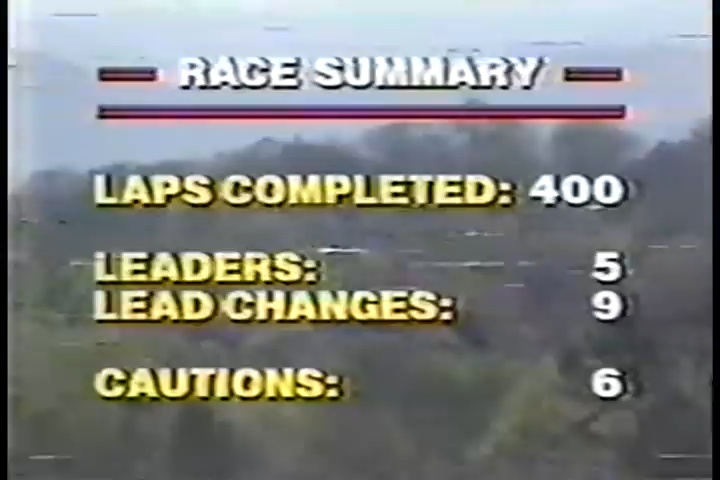 RACE SUMMARY
LAPS COMPLETED: 400
LEADERS: 5
LEAD CHANGES: 9
CAUTIONS: 6